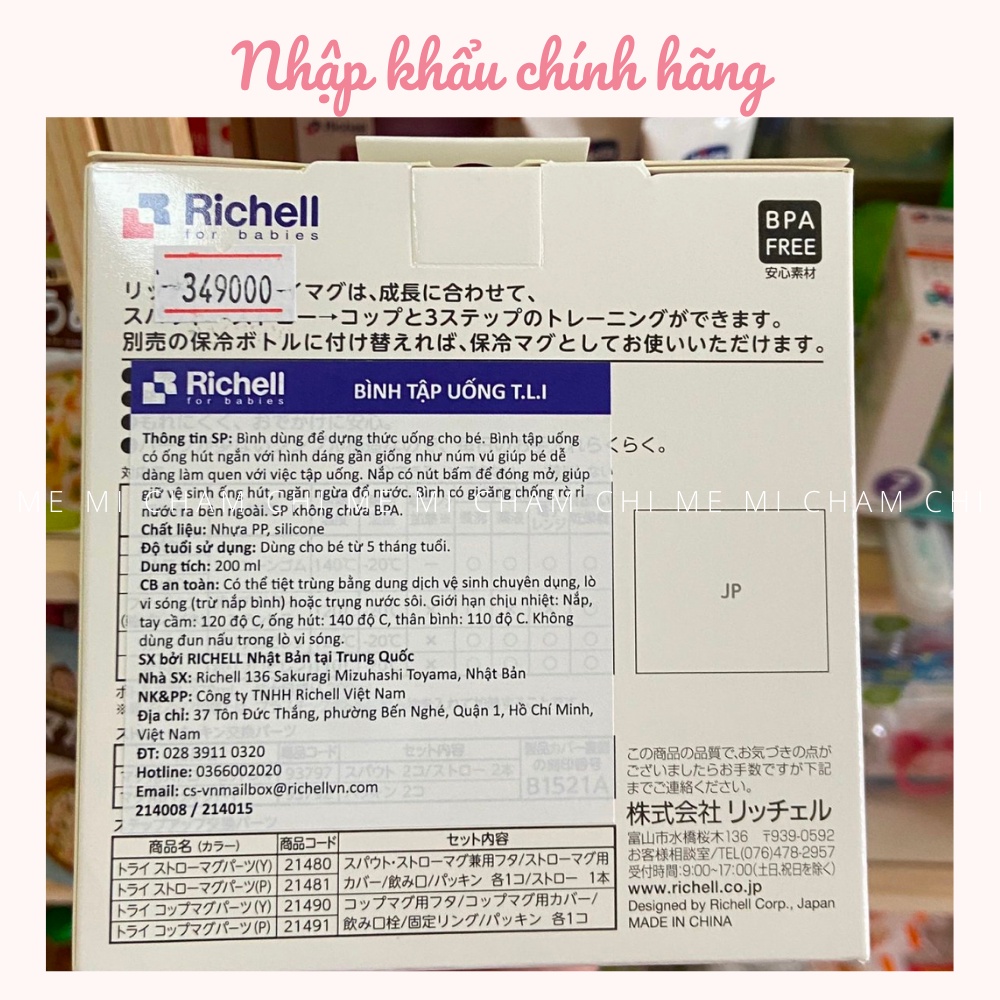 Nhập khẩu chính hãng
Richell
for babies
BPA
FREE
安心素材
349000
イマグは、成長に合わせて、
コップと3ステップのトレーニングができます。
別売の保冷ボトルに付け替えれば、保冷マグとしてお使いいただけます。
Richell
for babies
BÌNH TẬP UỐNG T.L.I
くらく。
Thông tin SP: Bình dùng để dựng thức uống cho bé. Bình tập uống
có ống hút ngắn với hình dáng gần giống như núm vú giúp bé dễ
dàng làm quen với việc tập uống. Nắp có nút bấm để đóng mở, giúp
giữ vệ sinh ống hút, ngăn ngừa đổ nước. Bình có gioăng chống rò rỉ
nước ra bên ngoài. SP không chứa BPA.
ME MI CHAM CHI ME MI CHAM CHI ME MI CHAM CHI
Chất liệu: Nhựa PP, silicone
Độ tuổi sử dụng: Dùng cho bé từ 5 tháng tuổi.
Dung tích: 200 ml
CB an toàn: Có thể tiệt trùng bằng dung dịch vệ sinh chuyên dụng, lò
vi sóng (trừ nắp bình) hoặc trụng nước sôi. Giới hạn chịu nhiệt: Nắp,
tay cầm: 120 độ C, ống hút: 140 độ C, thân bình: 110 độ C. Không
dùng đun nấu trong lò vi sóng.
SX bởi RICHELL Nhật Bản tại Trung Quốc
Nhà SX: Richell 136 Sakuragi Mizuhashi Toyama, Nhật Bản
NK&PP: Công ty TNHH Richell Việt Nam
Địa chỉ: 37 Tôn Đức Thắng, phường Bến Nghé, Quận 1, Hồ Chí Minh,
Việt Nam
ĐT: 028 3911 0320
Hotline: 0366002020
Email: cs-vnmailbox@richellvn.com
214008 / 214015
JP
商品名 (カラー) 商品コード セット内容
トライ ストローマグパーツ(Y) 21480 スパウト・ストローマグ兼用フタ/ストローマグ用
トライ ストローマグパーツ(P) 21481 カバー/飲み口/パッキン 各1コ/ストロー 1本
トライ コップマグパーツ(Y) 21490 コップマグ用フタ/コップマグ用カバー/
トライ コップマグパーツ(P) 21491 飲み口栓/固定リング/パッキン 各1コ
この商品の品質で、お気づきの点が
ございましたらお手数ですが下記
までご連絡ください。
株式会社 リッチェル
富山市水橋桜木136 〒939-0592
お客様相談室/TEL(076)478-2957
受付時間:9:00~17:00(土日,祝日を除く)
www.richell.co.jp
Designed by Richell Corp., Japan
MADE IN CHINA